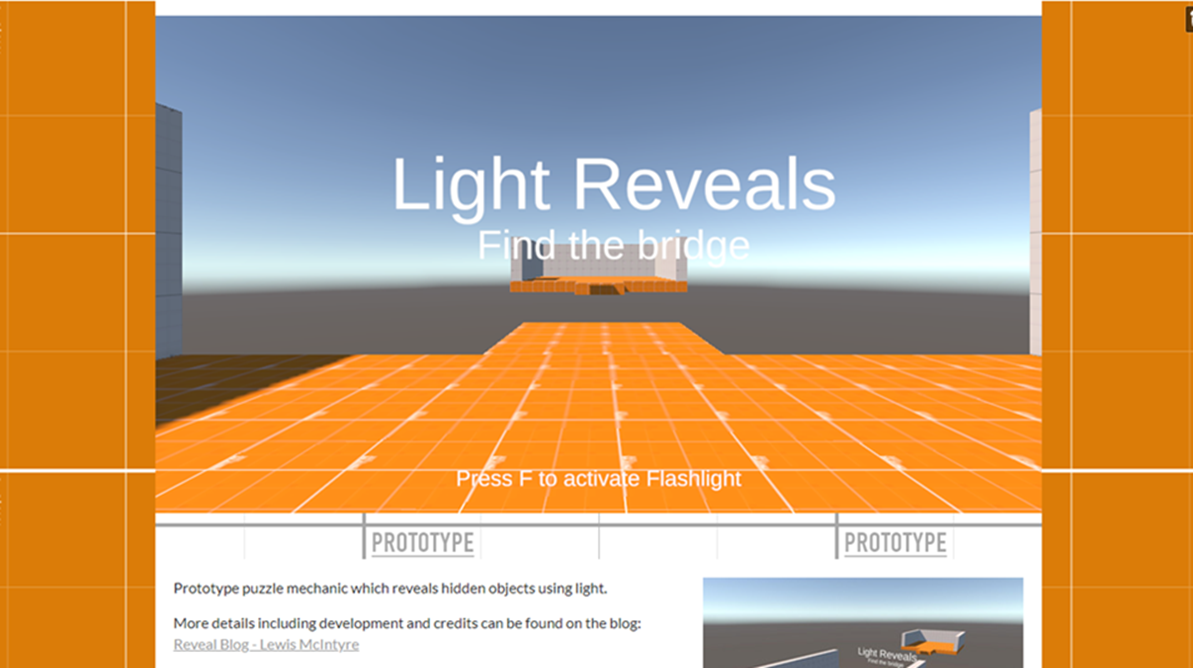 Light Reveals
Find the bridge
Press F to activate Flashlight
PROTOTYPE PROTOTYPE
Prototype puzzle mechanic which reveals hidden objects using light.
More details including development and credits can be found on the blog:
Reveal Blog - Lewis McIntyre
Light Reveals
Find the bridge